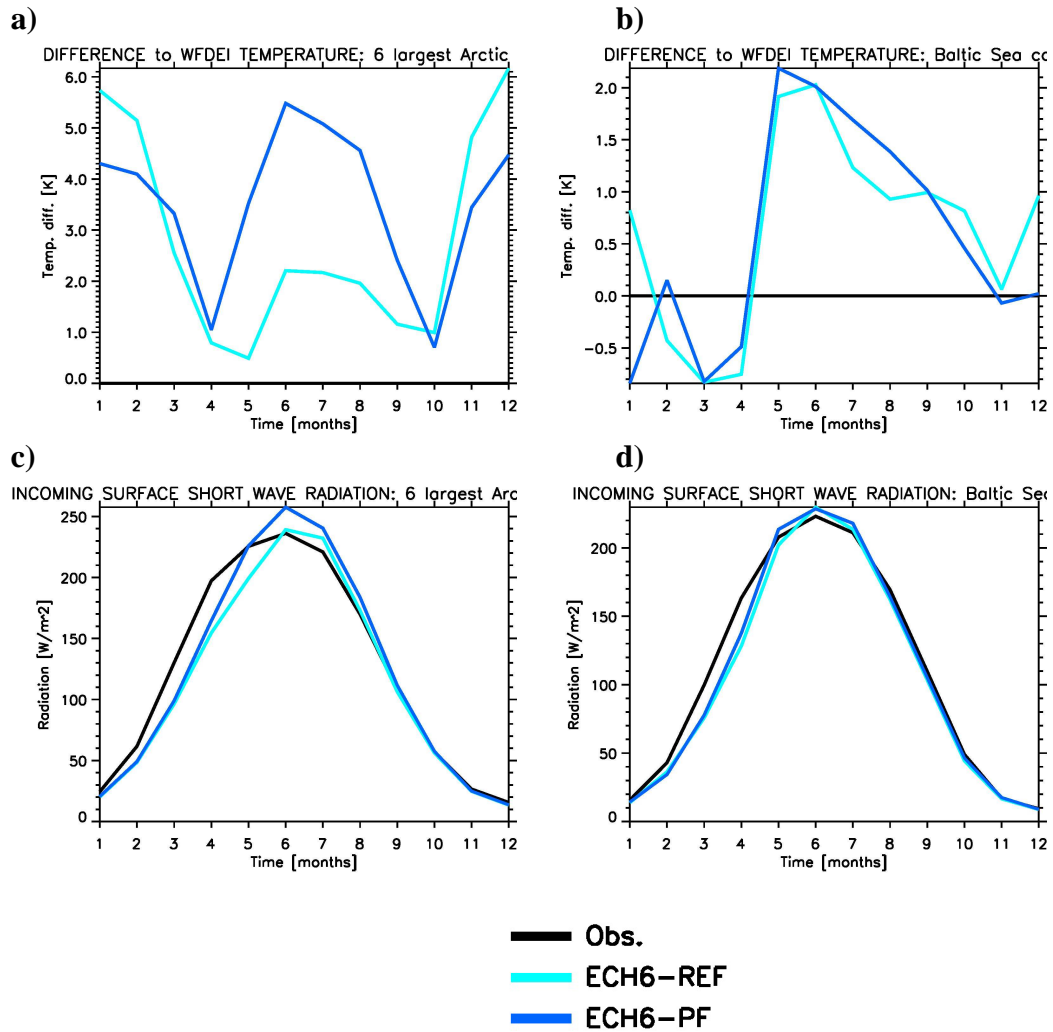 a)
DIFFERENCE to WFDEI TEMPERATURE: 6 largest Arctic
6.0
5.0
4.0
3.0
2.0
1.0
0.0
Temp. diff. [K]
1 2 3 4 5 6 7 8 9 10 11 12
Time [months]
b)
DIFFERENCE to WFDEI TEMPERATURE: Baltic Sea
2.0
1.5
1.0
0.5
0.0
−0.5
Temp. diff. [K]
1 2 3 4 5 6 7 8 9 10 11 12
Time [months]
c)
INCOMING SURFACE SHORT WAVE RADIATION: 6 largest Arc
250
200
150
100
50
0
Radiation [W/m2]
1 2 3 4 5 6 7 8 9 10 11 12
Time [months]
d)
INCOMING SURFACE SHORT WAVE RADIATION: Baltic Sea
200
150
100
50
0
Radiation [W/m2]
1 2 3 4 5 6 7 8 9 10 11 12
Time [months]
Obs.
ECH6−REF
ECH6−PF